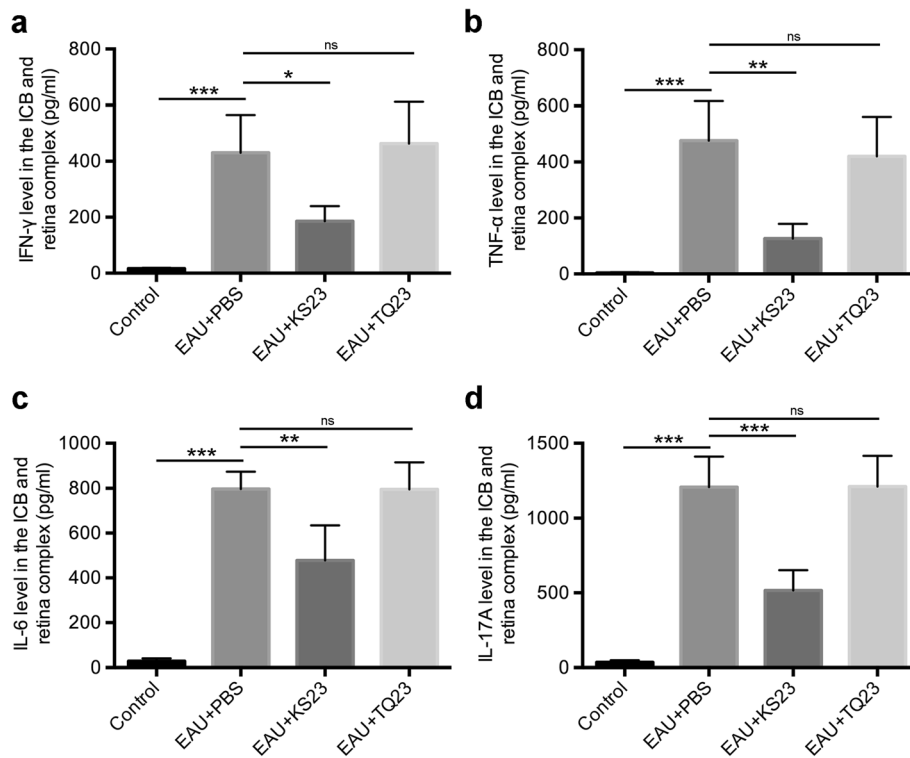 a
IFN-γ level in the ICB and
retina complex (pg/ml)
800
600
400
200
0
***
*
ns
Control
EAU+PBS
EAU+KS23
EAU+TQ23
b
TNF-α level in the ICB and
retina complex (pg/ml)
800
600
400
200
0
***
**
ns
Control
EAU+PBS
EAU+KS23
EAU+TQ23
c
IL-6 level in the ICB and
retina complex (pg/ml)
1000
800
600
400
200
0
***
**
ns
Control
EAU+PBS
EAU+KS23
EAU+TQ23
d
IL-17A level in the ICB and
retina complex (pg/ml)
1500
1000
500
0
***
***
ns
Control
EAU+PBS
EAU+KS23
EAU+TQ23